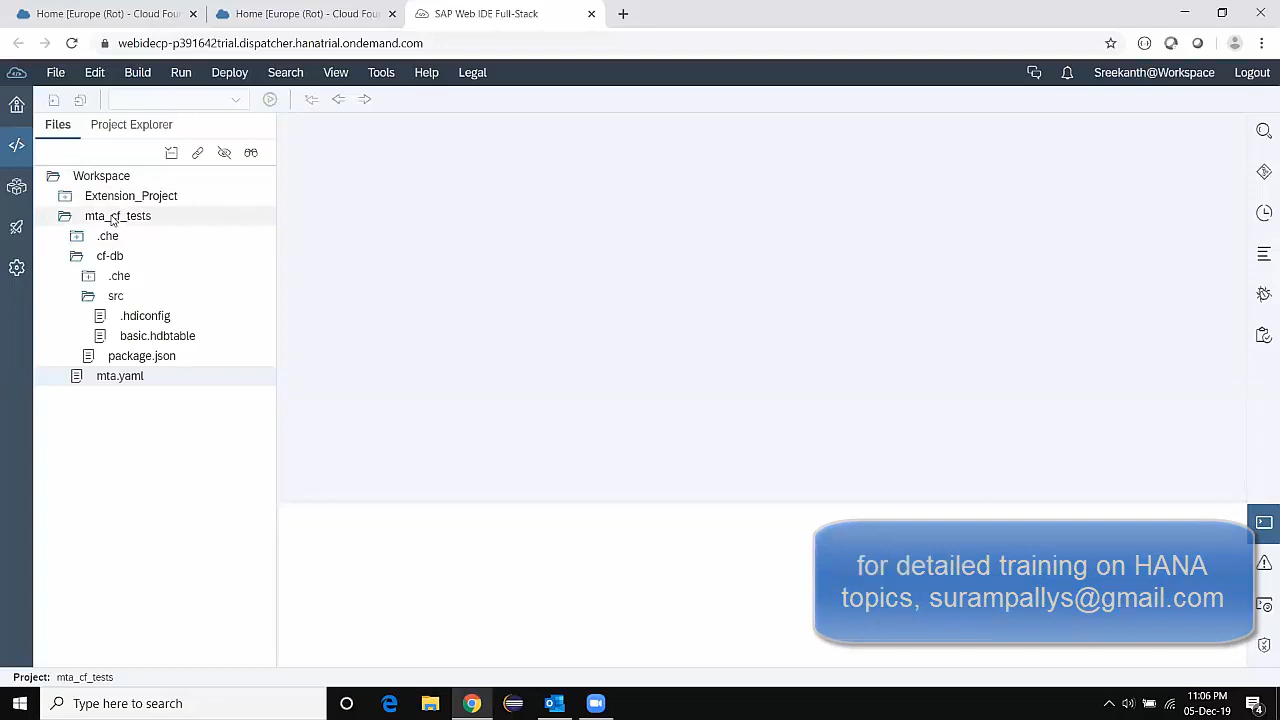 Home [Europe (Rot) - Cloud Foun
Home [Europe (Rot) - Cloud Fou
SAP Web IDE Full-Stack
webidecp-p391642trial.dispatcher.hanatrial.ondemand.com
File Edit Build Run Deploy Search View Tools Help Legal
Sreekanth@Workspace Logout
Files Project Explorer
Workspace
Extension_Project
mta_cf_tests
.che
cf-db
.che
src
.hdiconfig
basic.hdbtable
package.json
mta.yaml
for detailed training on HANA
topics, surampallys@gmail.com
Project: mta_cf_tests
Type here to search
11:06 PM
05-Dec-19